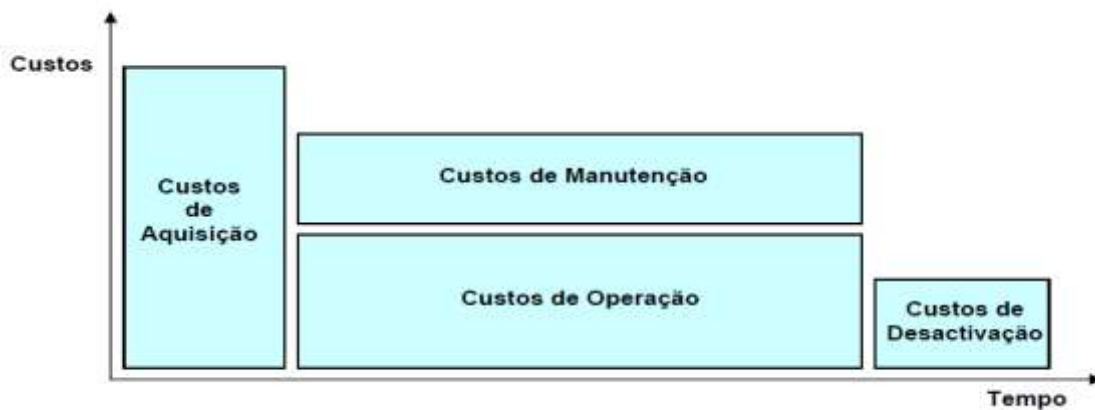 Custos
Custos
de
Aquisição
Custos de Manutenção
Custos de Operação
Custos de
Desactivação
Tempo